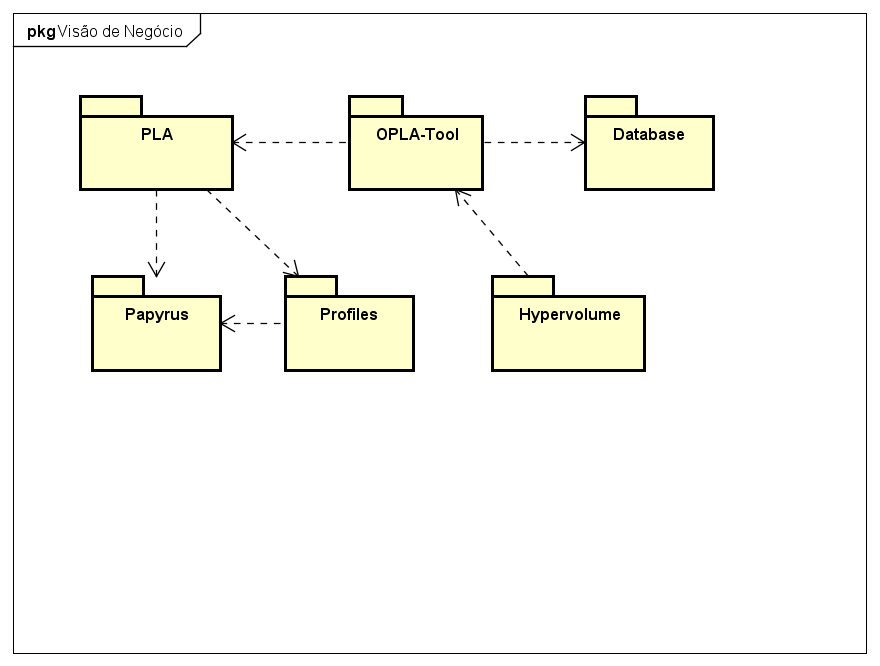 pkg Visão de Negócio
PLA
OPLA-Tool
Database
Papyrus
Profiles
Hypervolume